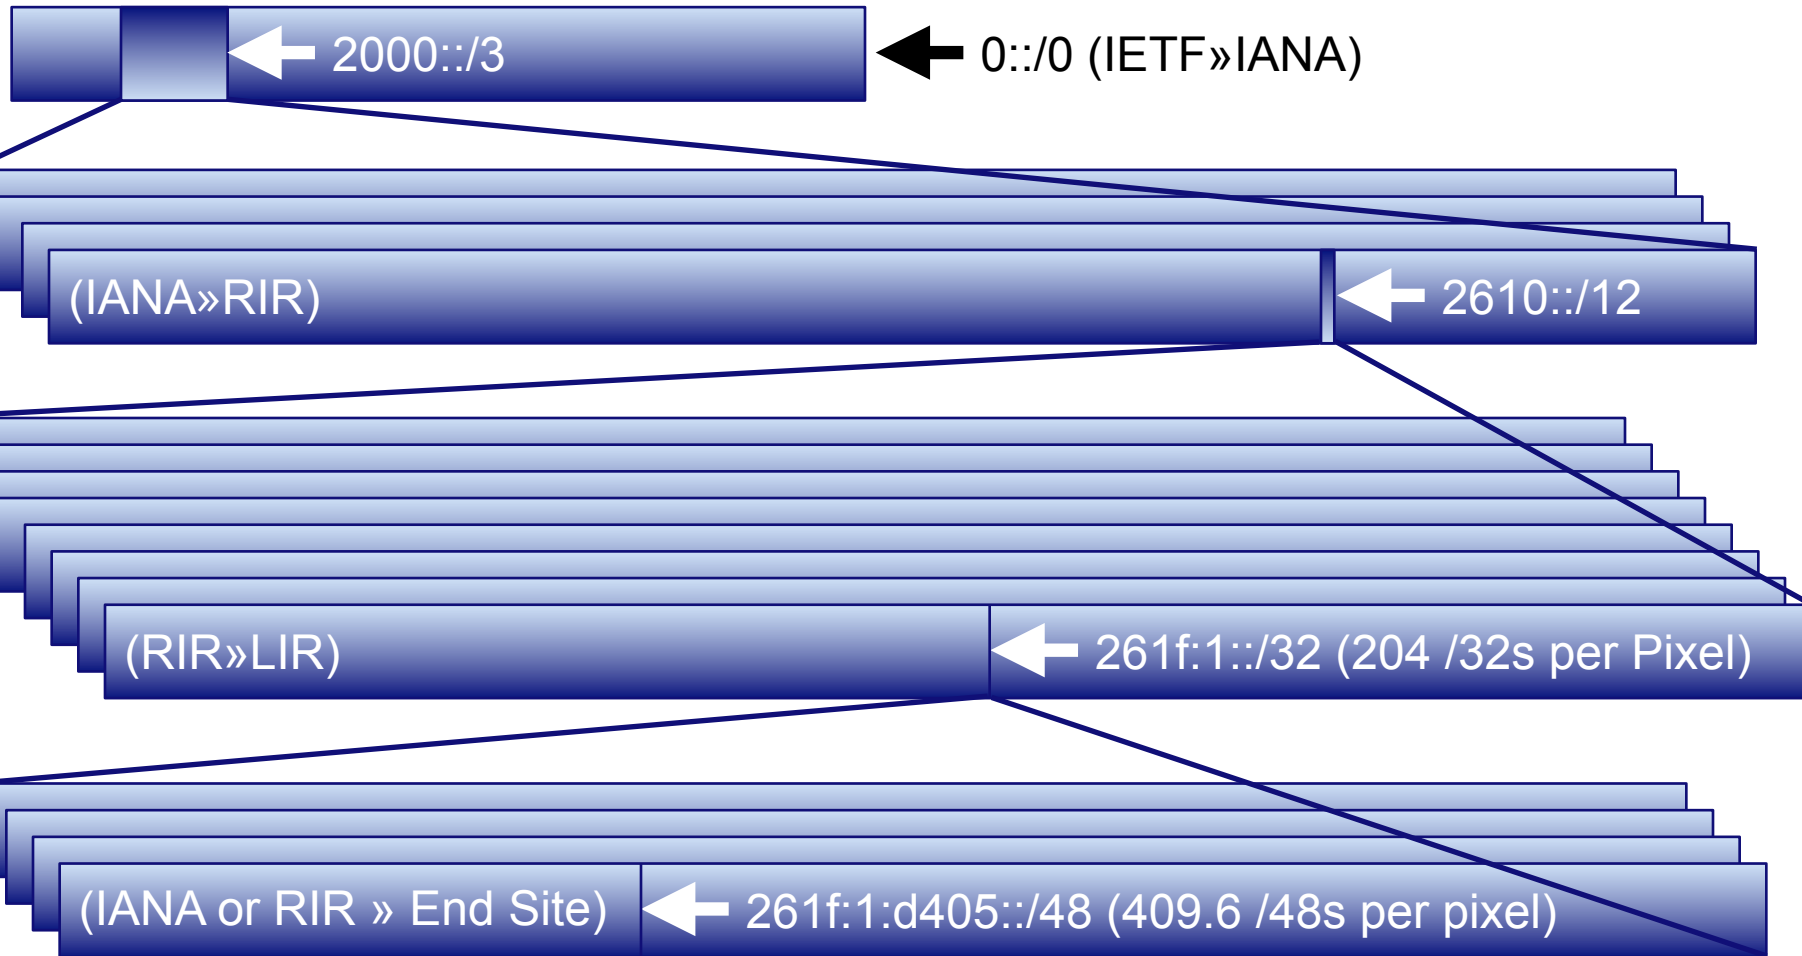 2000::/3
0::/0 (IETF»IANA)
(IANA»RIR)
2610::/12
(RIR»LIR)
261f:1::/32 (204 /32s per Pixel)
(IANA or RIR » End Site)
261f:1:d405::/48 (409.6 /48s per pixel)